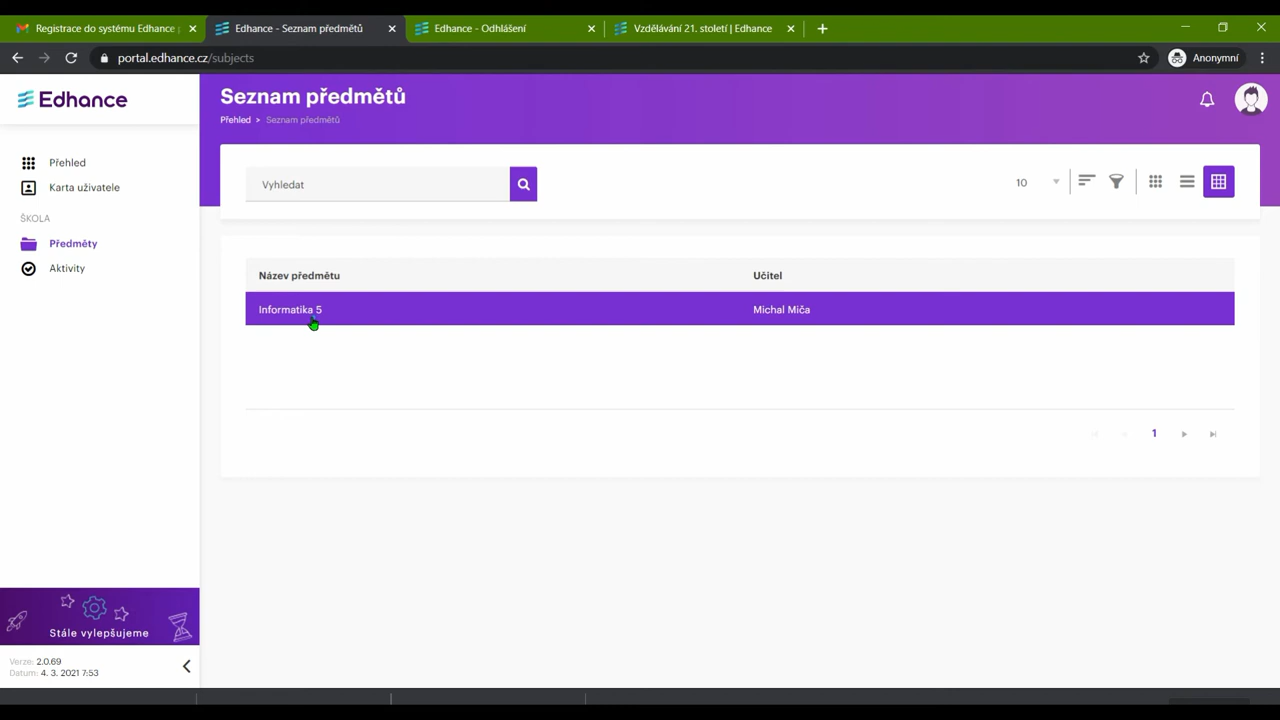 Registrace do systému Edhance
Edhance - Seznam předmětů
Edhance - Odhlášení
Vzdělávání 21. století | Edhance
portal.edhance.cz/subjects
Anonymní
Edhance
Seznam předmětů
Přehled > Seznam předmětů
Přehled
Karta uživatele
ŠKOLA
Předměty
Aktivity
Vyhledat
10
Název předmětu
Učitel
Informatika 5
Michal Miča
1
Stále vylepšujeme
Verze: 2.0.69
Datum: 4. 3. 2021 7:53